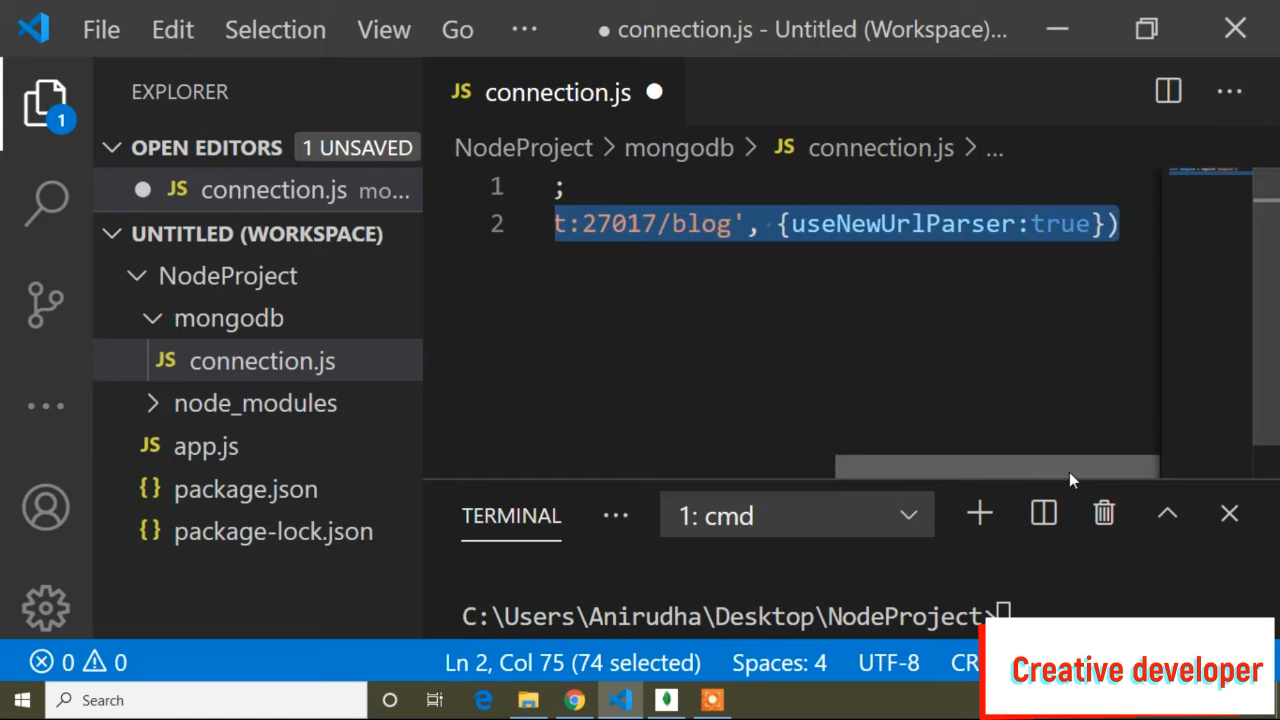 File Edit Selection View Go ··· ● connection.js - Untitled (Workspace)...
EXPLORER
JS connection.js ●
1
OPEN EDITORS 1 UNSAVED
NodeProject > mongodb > JS connection.js > ...
● JS connection.js mo...
1 ;
2 t:27017/blog', {useNewUrlParser:true})
UNTITLED (WORKSPACE)
NodeProject
mongodb
JS connection.js
node_modules
JS app.js
{} package.json
{} package-lock.json
TERMINAL ··· 1: cmd
C:\Users\Anirudha\Desktop\NodeProject>
0 0 Ln 2, Col 75 (74 selected) Spaces: 4 UTF-8 CR
Creative developer
Search